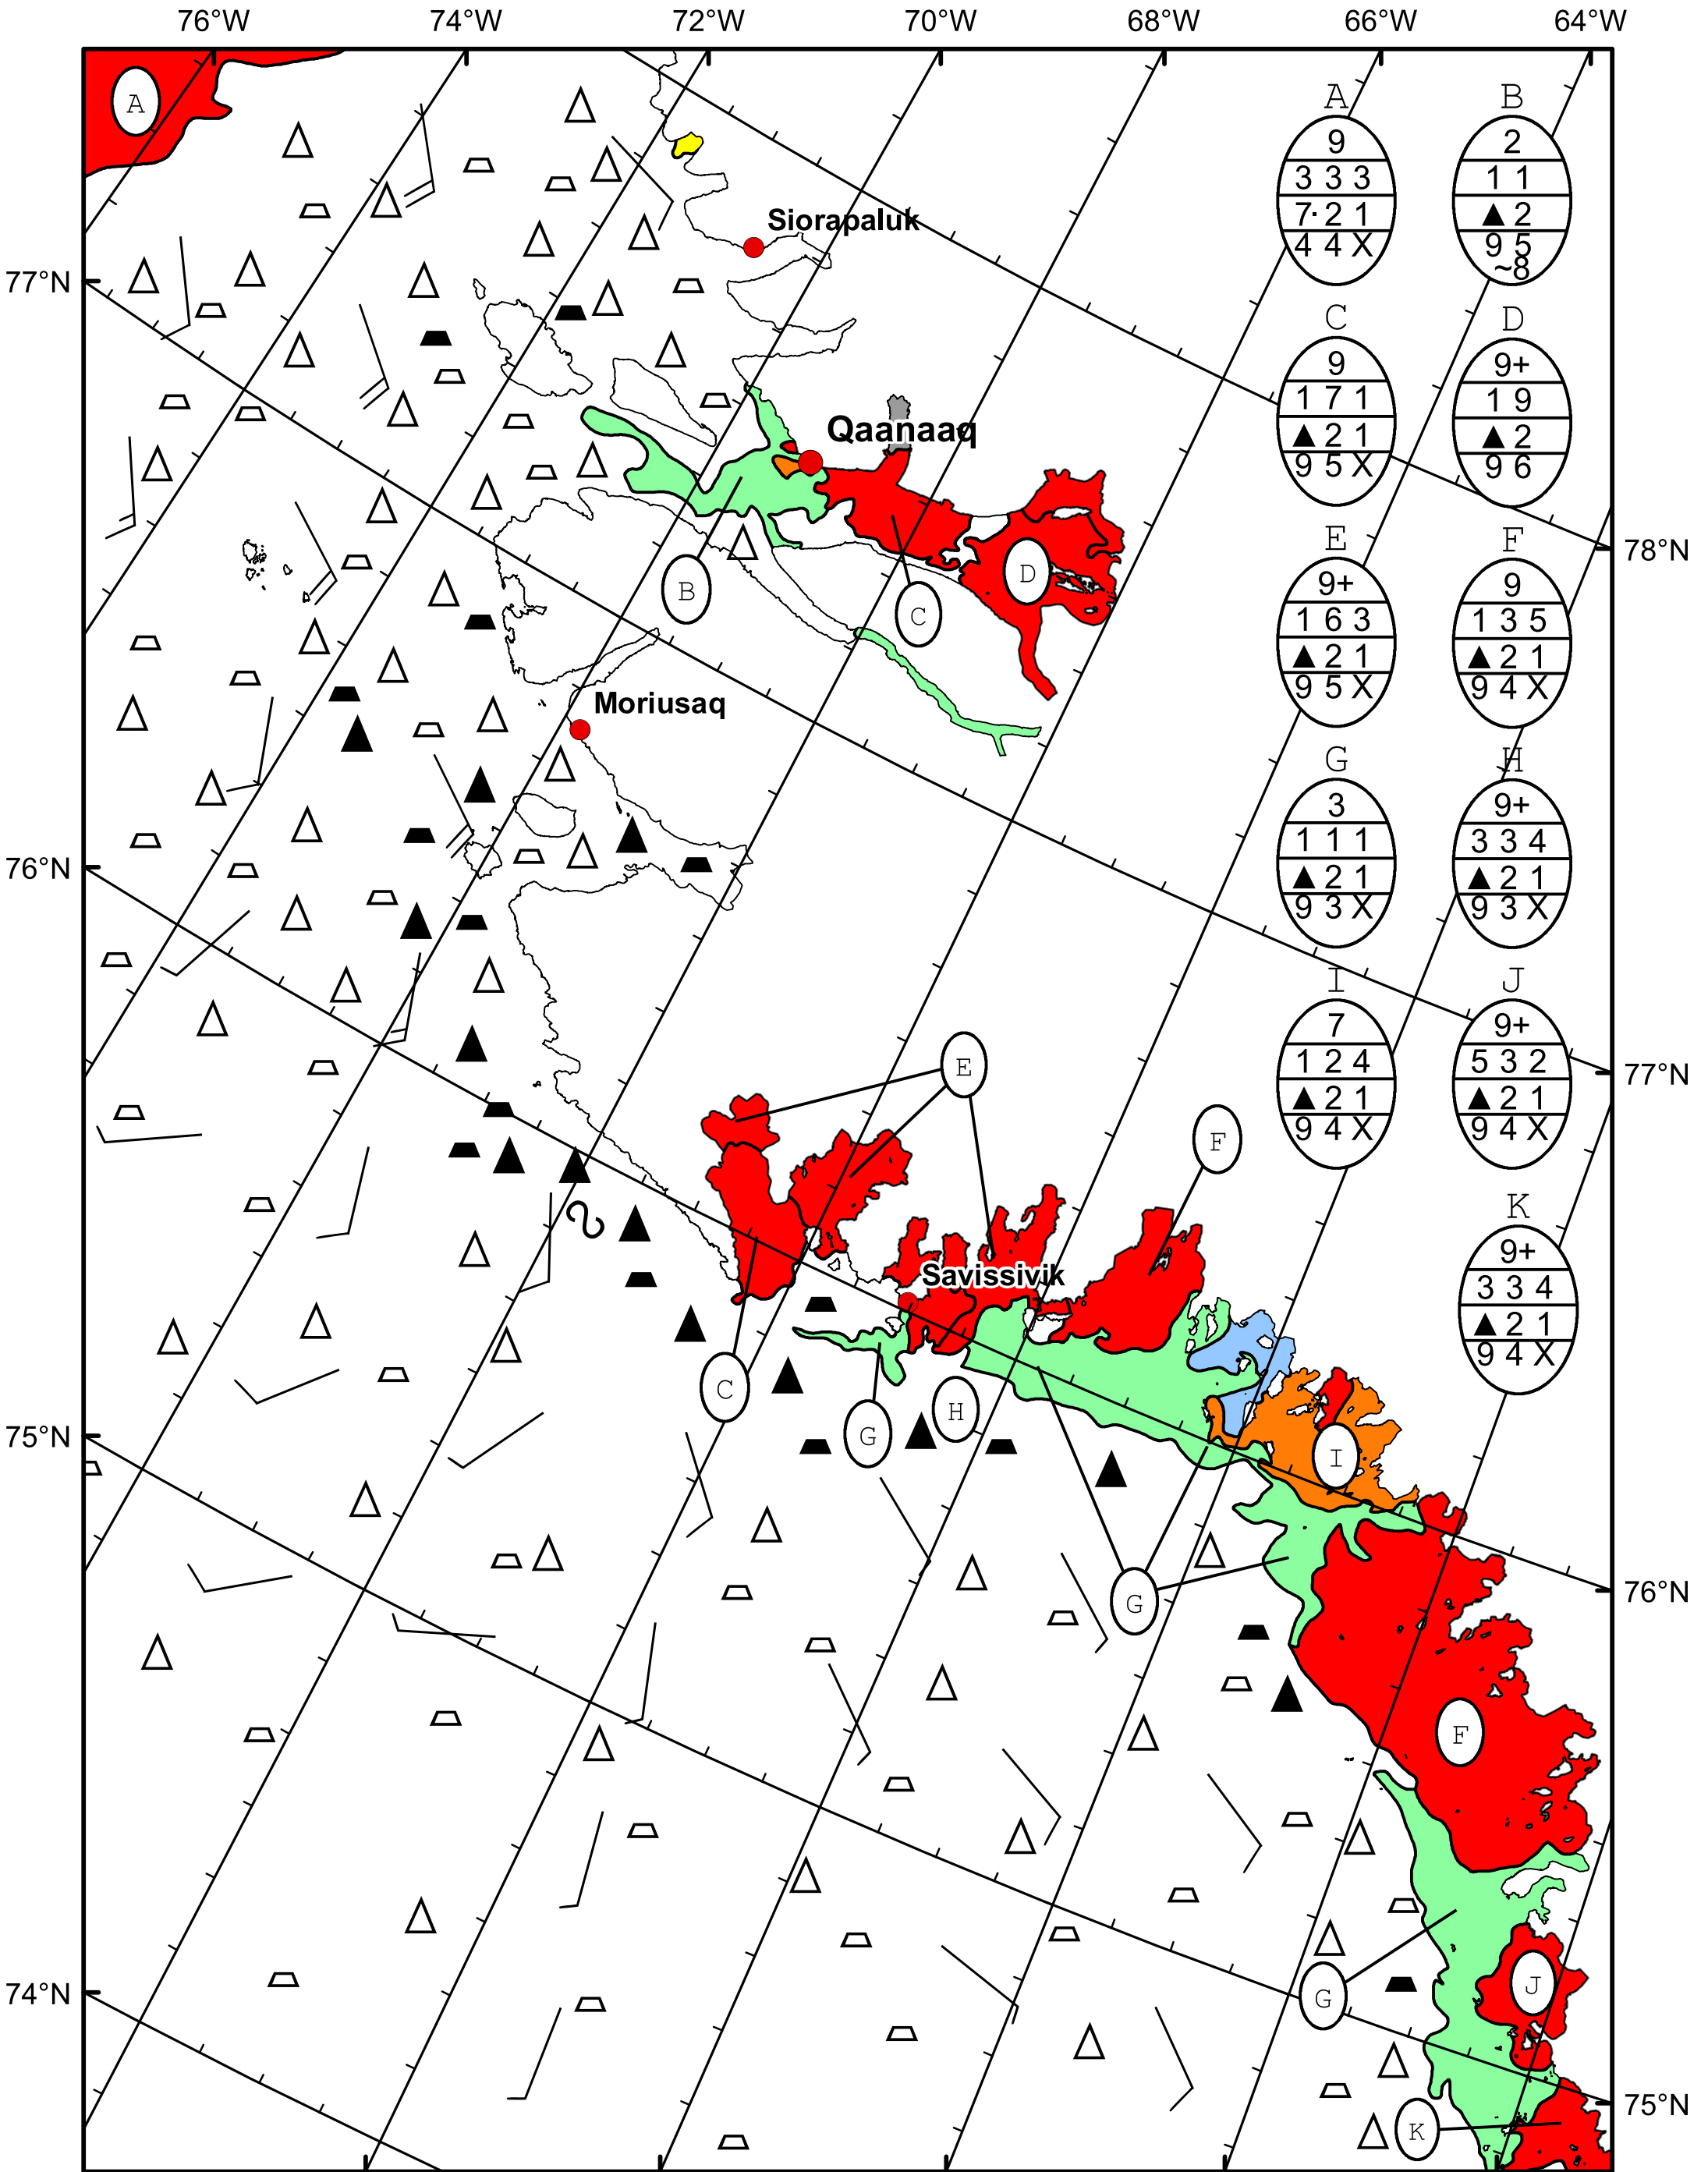 76°W 74°W 72°W 70°W 68°W 66°W 64°W
A
A B
9 2
3 3 3 1 1
7· 2 1 ▲ 2
4 4 X 9 5
~8
Siorapaluk
77°N
C D
9 9+
1 7 1 1 9
▲ 2 1 ▲ 2
9 5 X 9 6
Qaanaaq
78°N
E F
D
9+ 9
B
C
1 6 3 1 3 5
▲ 2 1 ▲ 2 1
9 5 X 9 4 X
Moriusaq
G H
3 9+
1 1 1 3 3 4
76°N
▲ 2 1 ▲ 2 1
9 3 X 9 3 X
I J
7 9+
1 2 4 5 3 2
E
77°N
▲ 2 1 ▲ 2 1
9 4 X 9 4 X
F
K
9+
3 3 4
▲ 2 1
9 4 X
Savissivik
C
H
75°N
G
I
G
76°N
F
J
74°N
G
75°N
K